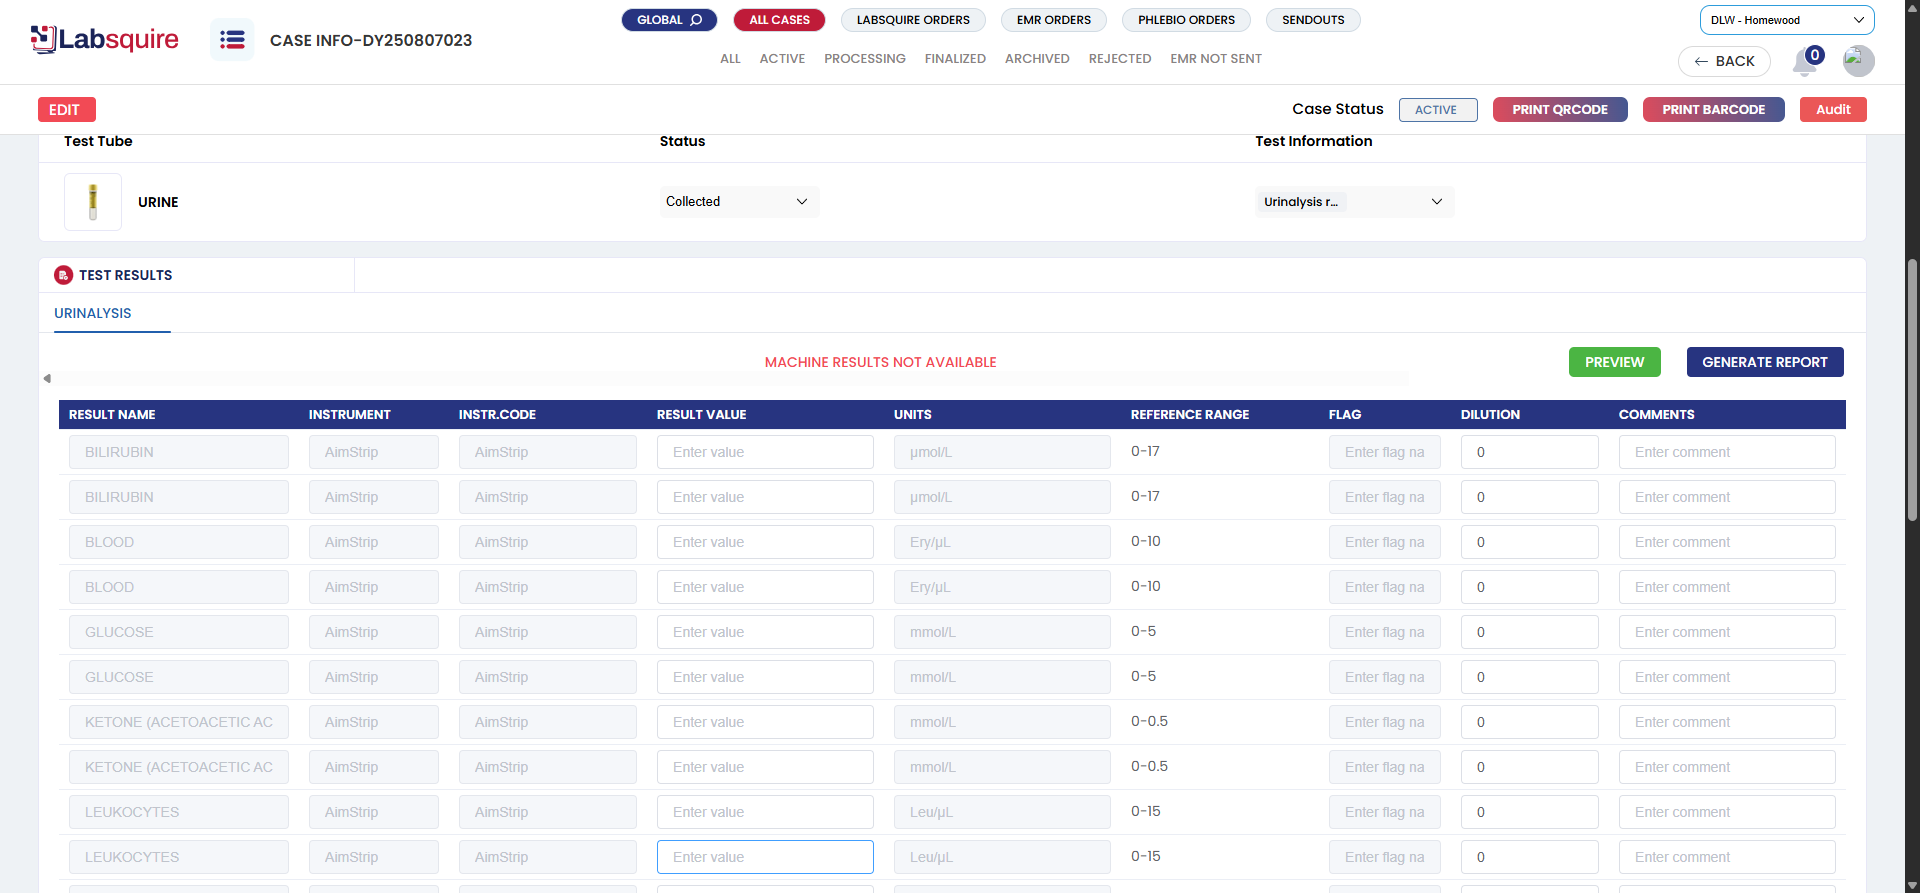 Labsquire
CASE INFO-DY250807023
GLOBAL ALL CASES LABSQUIRE ORDERS EMR ORDERS PHLEBIO ORDERS SENDOUTS
ALL ACTIVE PROCESSING FINALIZED ARCHIVED REJECTED EMR NOT SENT
DLW - Homewood
BACK 0
EDIT Case Status ACTIVE PRINT QRCODE PRINT BARCODE Audit
Test Tube Status Test Information
URINE Collected Urinalysis r...
TEST RESULTS
URINALYSIS
MACHINE RESULTS NOT AVAILABLE PREVIEW GENERATE REPORT
RESULT NAME INSTRUMENT INSTR.CODE RESULT VALUE UNITS REFERENCE RANGE FLAG DILUTION COMMENTS
BILIRUBIN AimStrip AimStrip Enter value µmol/L 0-17 Enter flag na 0 Enter comment
BILIRUBIN AimStrip AimStrip Enter value µmol/L 0-17 Enter flag na 0 Enter comment
BLOOD AimStrip AimStrip Enter value Ery/µL 0-10 Enter flag na 0 Enter comment
BLOOD AimStrip AimStrip Enter value Ery/µL 0-10 Enter flag na 0 Enter comment
GLUCOSE AimStrip AimStrip Enter value mmol/L 0-5 Enter flag na 0 Enter comment
GLUCOSE AimStrip AimStrip Enter value mmol/L 0-5 Enter flag na 0 Enter comment
KETONE (ACETOACETIC AC AimStrip AimStrip Enter value mmol/L 0-0.5 Enter flag na 0 Enter comment
KETONE (ACETOACETIC AC AimStrip AimStrip Enter value mmol/L 0-0.5 Enter flag na 0 Enter comment
LEUKOCYTES AimStrip AimStrip Enter value Leu/µL 0-15 Enter flag na 0 Enter comment
LEUKOCYTES AimStrip AimStrip Enter value Leu/µL 0-15 Enter flag na 0 Enter comment